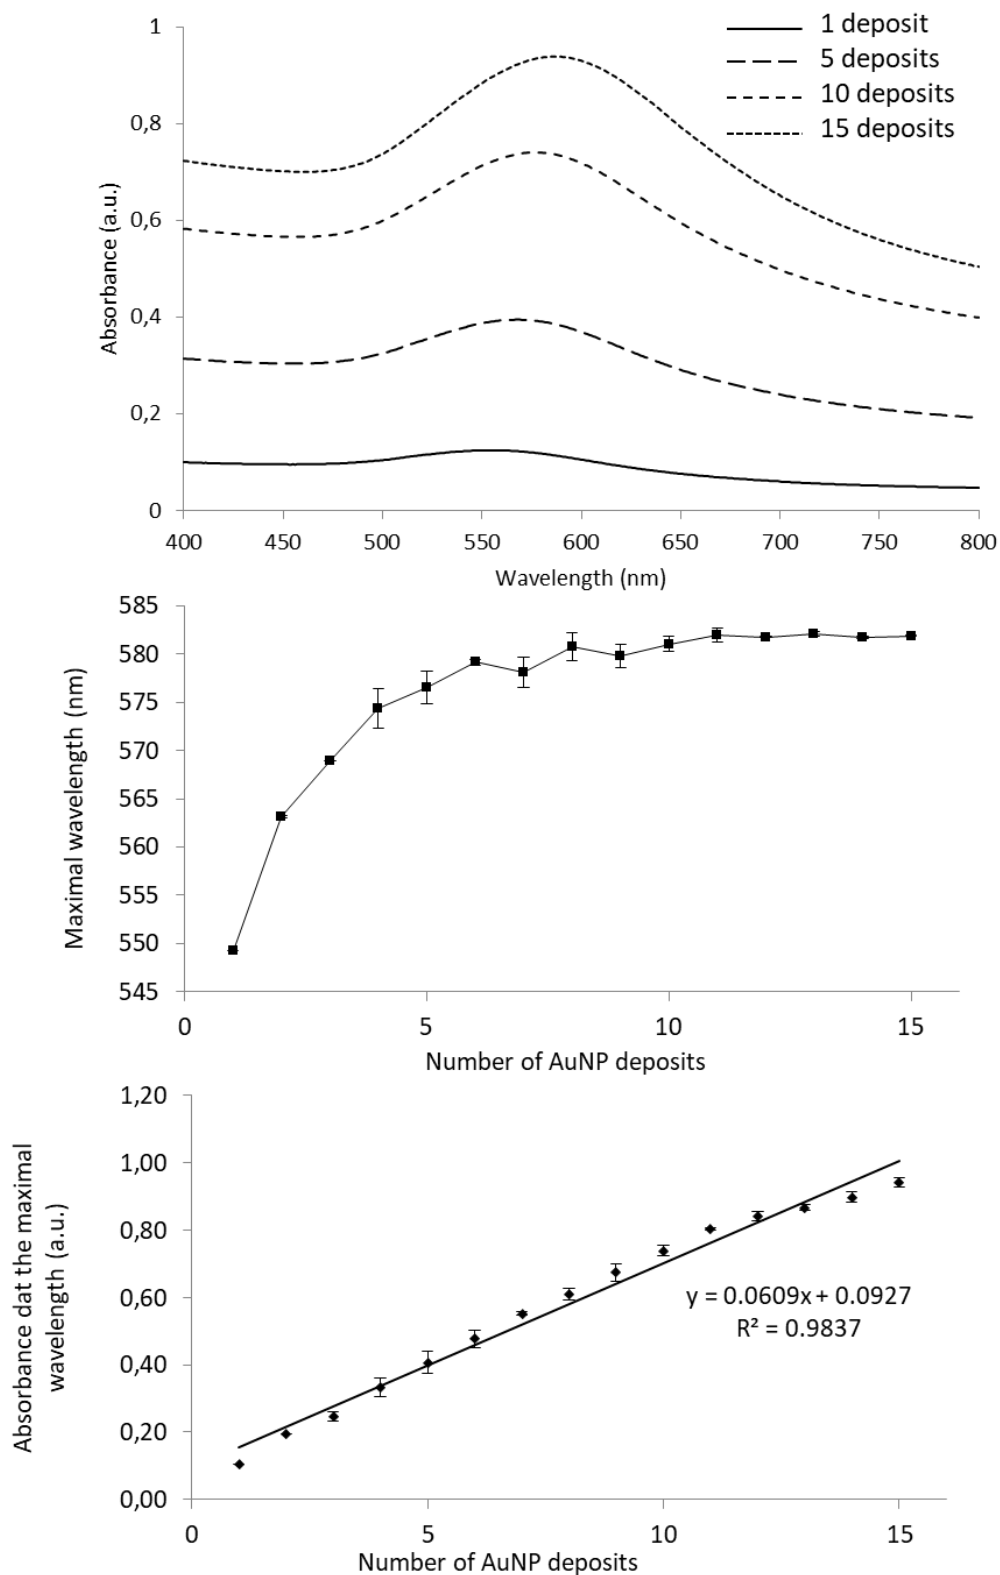 1 deposit
5 deposits
10 deposits
15 deposits
1
0,8
0,6
0,4
0,2
0
Absorbance (a.u.)
400 450 500 550 600 650 700 750 800
Wavelength (nm)
585
580
575
570
565
560
555
550
545
Maximal wavelength (nm)
0 5 10 15
Number of AuNP deposits
1,20
1,00
0,80
0,60
0,40
0,20
0,00
Absorbance dat the maximal
wavelength (a.u.)
y = 0.0609x + 0.0927
R² = 0.9837
0 5 10 15
Number of AuNP deposits